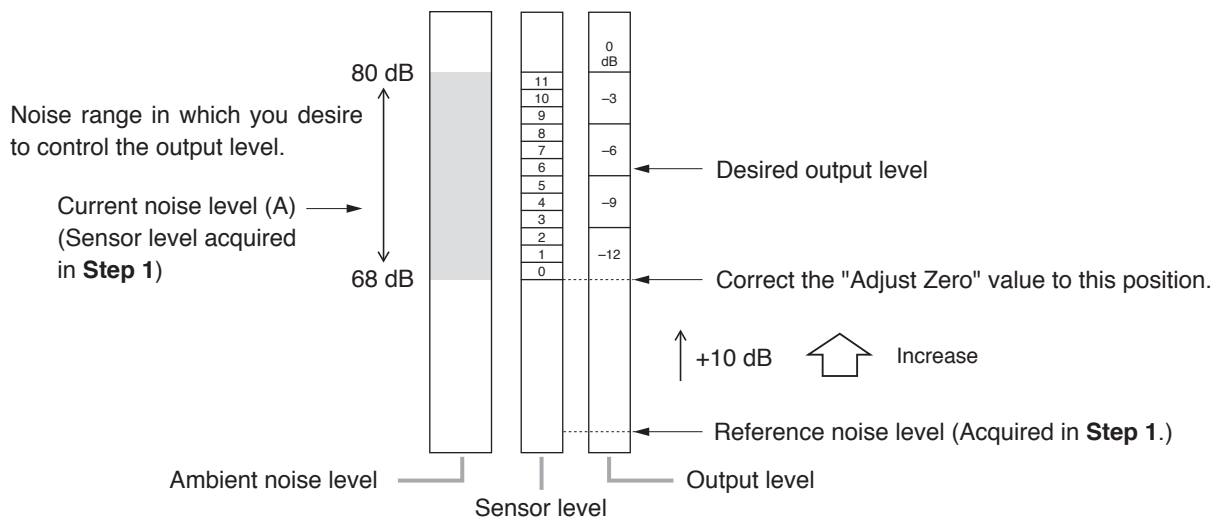 80 dB
Noise range in which you desire
to control the output level.
Current noise level (A)
(Sensor level acquired
in Step 1)
68 dB
11
10
9
8
7
6
5
4
3
2
1
0
0
dB
–3
–6
–9
–12
Desired output level
Correct the "Adjust Zero" value to this position.
+10 dB
Increase
Reference noise level (Acquired in Step 1.)
Ambient noise level
Sensor level
Output level